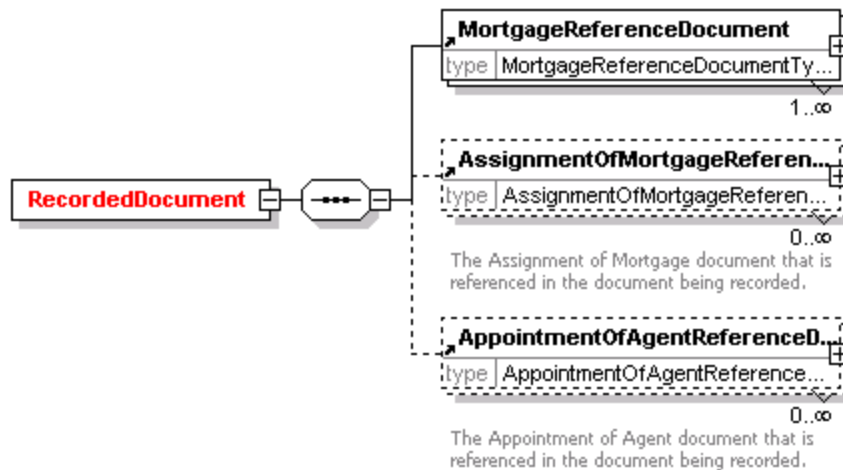 MortgageReferenceDocument
type MortgageReferenceDocumentTy...
1..∞
AssignmentOfMortgageReferen...
type AssignmentOfMortgageReferen...
0..∞
The Assignment of Mortgage document that is
referenced in the document being recorded.
RecordedDocument
AppointmentOfAgentReferenceD...
type AppointmentOfAgentReference...
0..∞
The Appointment of Agent document that is
referenced in the document being recorded.